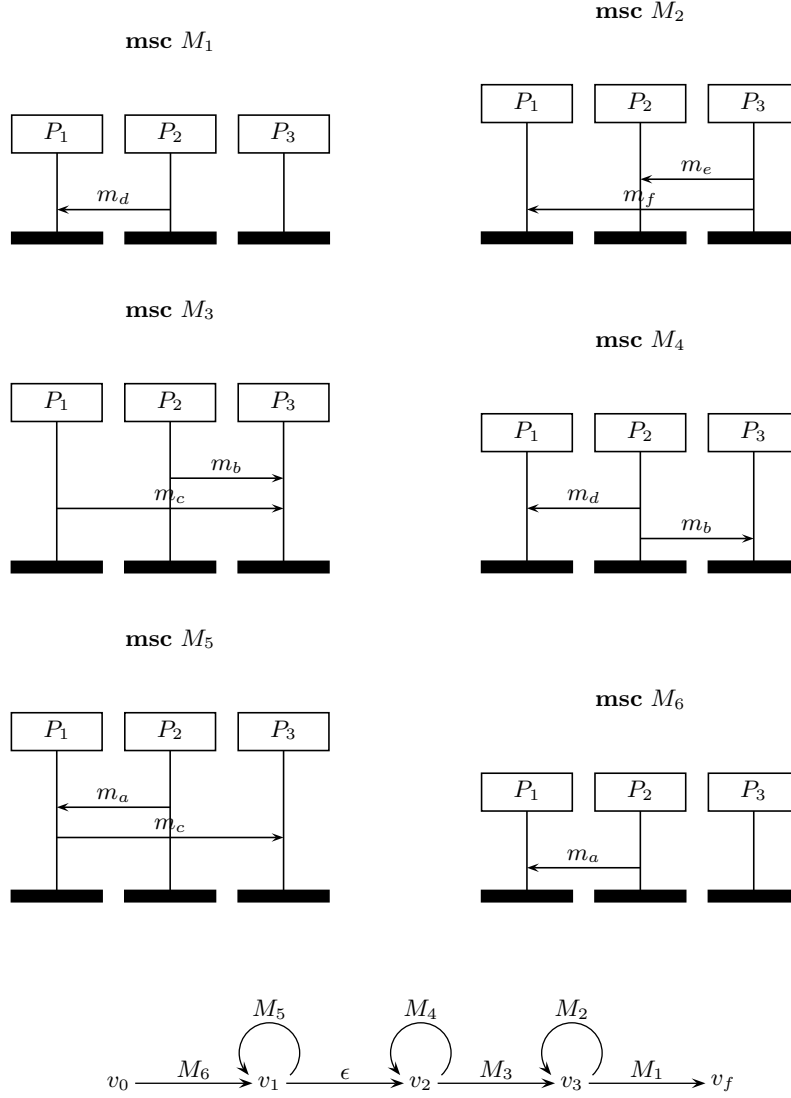 msc M₁
P₁ P₂ P₃
m_d
msc M₂
P₁ P₂ P₃
m_e
m_f
msc M₃
P₁ P₂ P₃
m_b
m_c
msc M₄
P₁ P₂ P₃
m_d
m_b
msc M₅
P₁ P₂ P₃
m_a
m_c
msc M₆
P₁ P₂ P₃
m_a
M₅ M₄ M₂
v₀ M₆ v₁ ϵ v₂ M₃ v₃ M₁ v_f